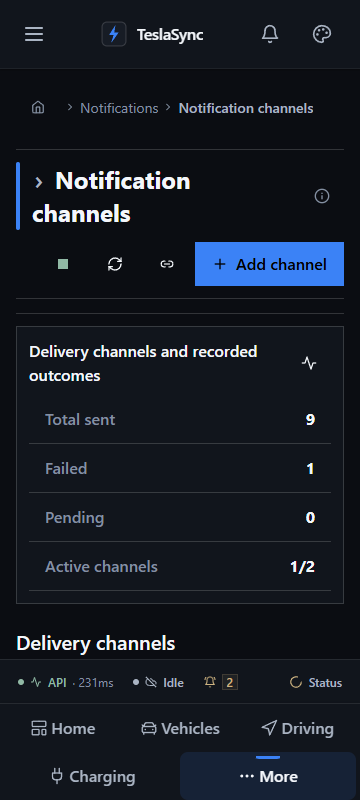 TeslaSync
Notifications > Notification channels
> Notification
channels
+ Add channel
Delivery channels and recorded
outcomes
Total sent 9
Failed 1
Pending 0
Active channels 1/2
Delivery channels
API · 231ms Idle 2 Status
Home Vehicles Driving
Charging ··· More